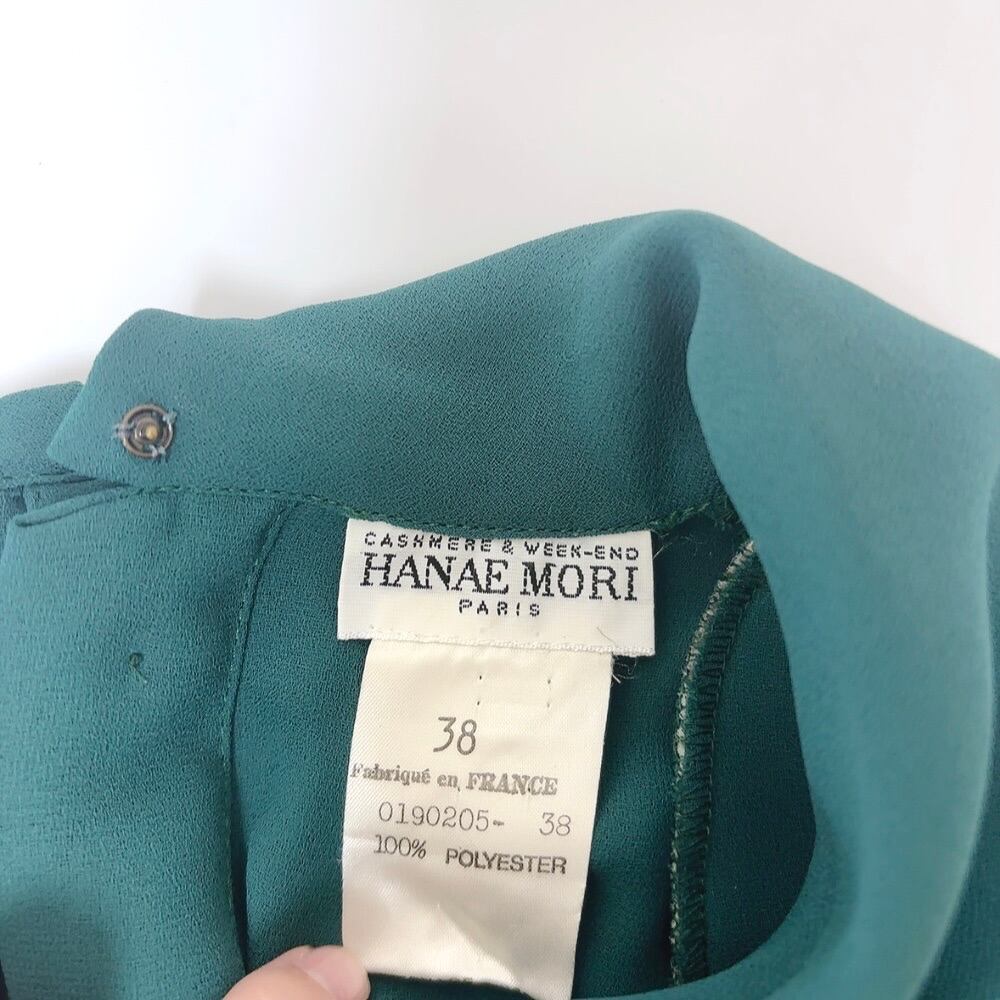 CASHMERE & WEEK-END
HANAE MORI
PARIS
38
Fabriqué en FRANCE
0190205- 38
100% POLYESTER